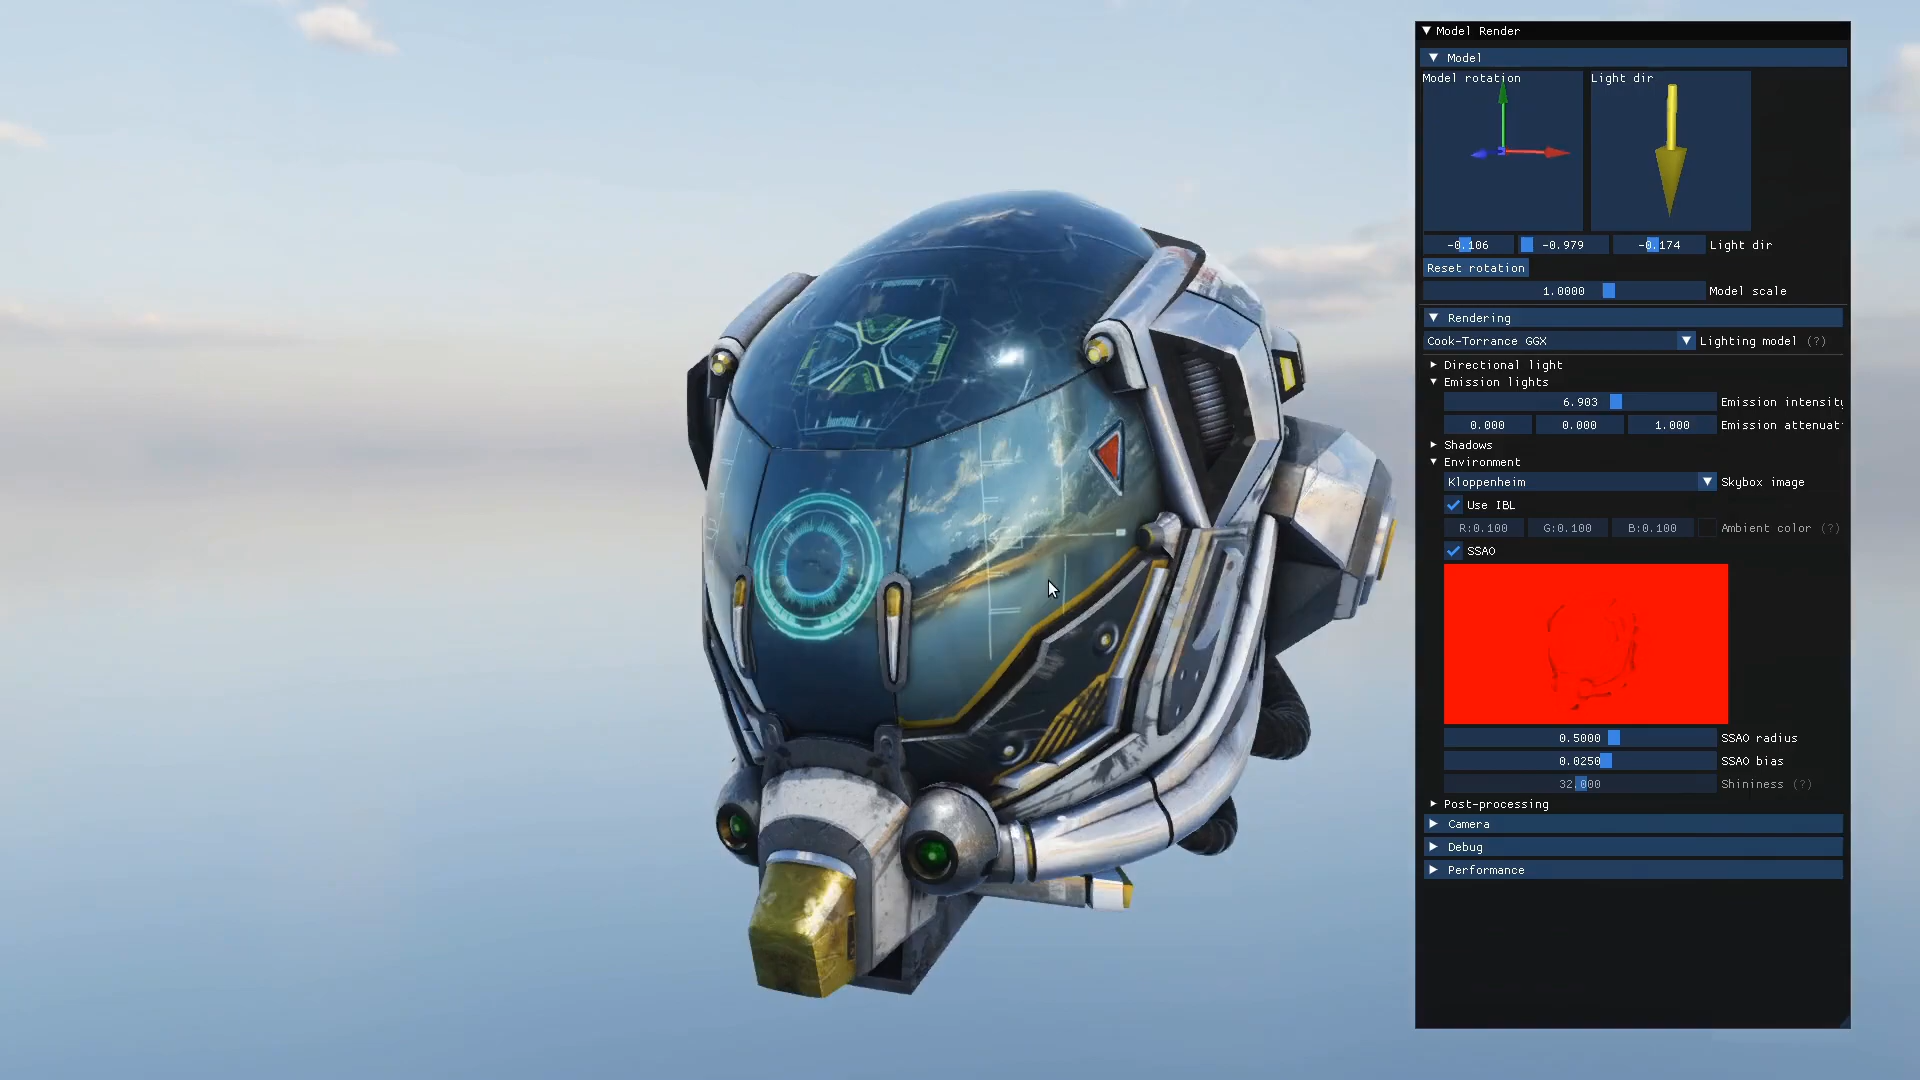 Model Render
Model
Model rotation
Light dir
-0.106 -0.979 -0.174 Light dir
Reset rotation
1.0000 Model scale
Rendering
Cook-Torrance GGX Lighting model (?)
Directional light
Emission lights
6.903 Emission intensity
0.000 0.000 1.000 Emission attenuat
Shadows
Environment
Kloppenheim Skybox image
Use IBL
R:0.100 G:0.100 B:0.100 Ambient color (?)
SSAO
0.5000 SSAO radius
0.0250 SSAO bias
32.000 Shininess (?)
Post-processing
Camera
Debug
Performance